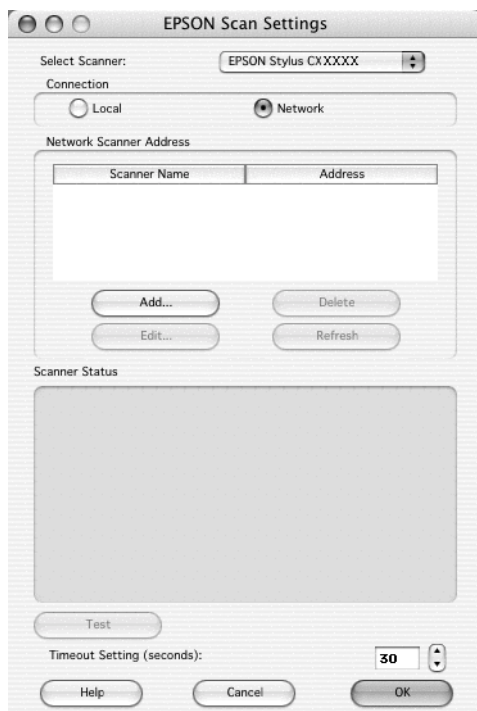 EPSON Scan Settings
Select Scanner: EPSON Stylus CXXXXX
Connection
Local Network
Network Scanner Address
Scanner Name Address
Add... Delete
Edit... Refresh
Scanner Status
Test
Timeout Setting (seconds): 30
Help Cancel OK